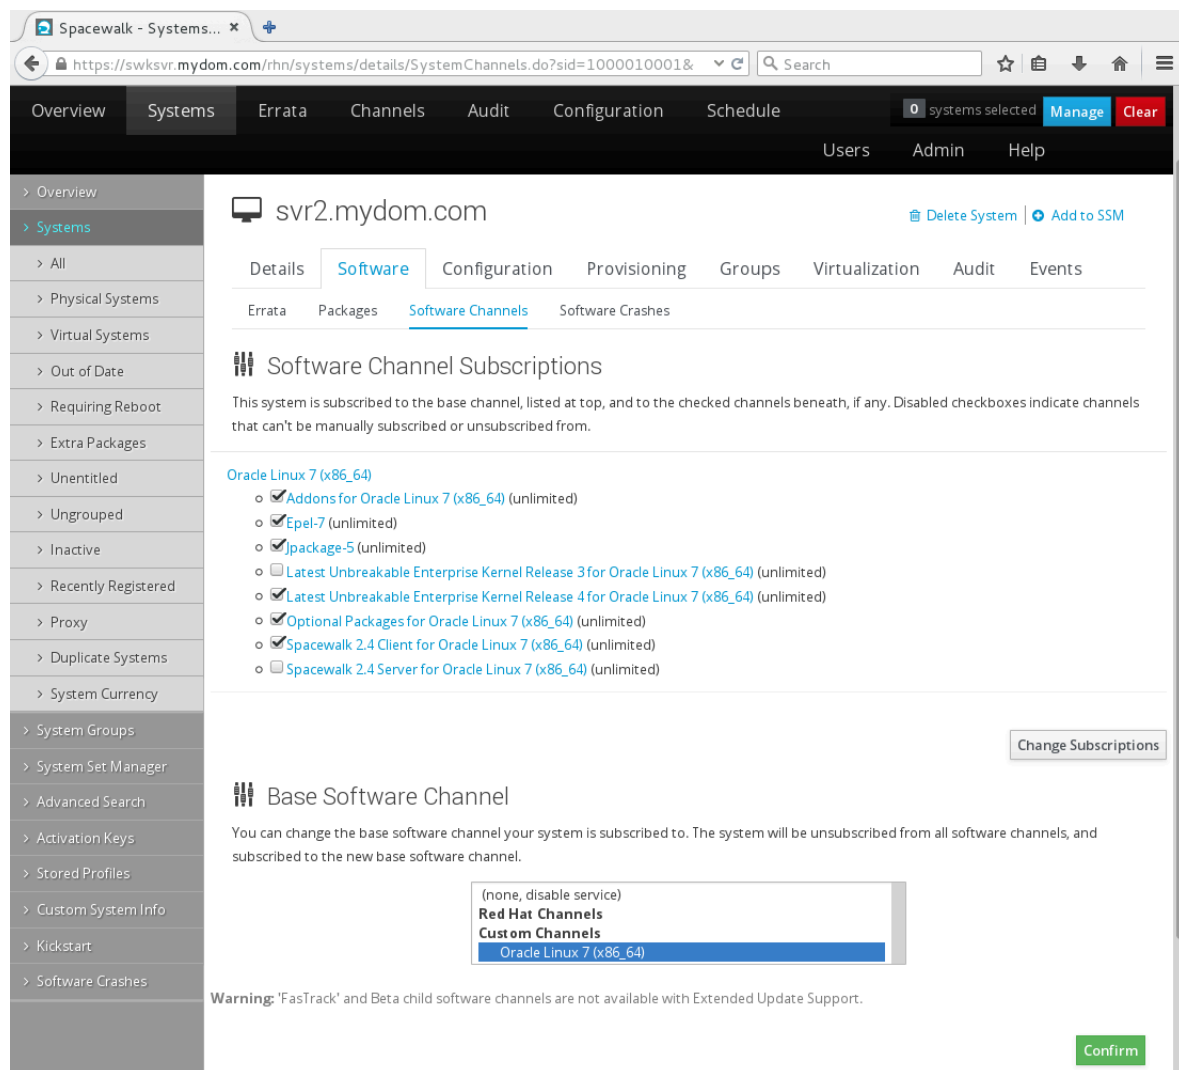 Spacewalk - Systems...
https://swksvr.mydom.com/rhn/systems/details/SystemChannels.do?sid=1000010001&
Search
Overview Systems Errata Channels Audit Configuration Schedule
0 systems selected Manage Clear
Users Admin Help
Overview
Systems
All
Physical Systems
Virtual Systems
Out of Date
Requiring Reboot
Extra Packages
Unentitled
Ungrouped
Inactive
Recently Registered
Proxy
Duplicate Systems
System Currency
System Groups
System Set Manager
Advanced Search
Activation Keys
Stored Profiles
Custom System Info
Kickstart
Software Crashes
svr2.mydom.com
Delete System | Add to SSM
Details Software Configuration Provisioning Groups Virtualization Audit Events
Errata Packages Software Channels Software Crashes
Software Channel Subscriptions
This system is subscribed to the base channel, listed at top, and to the checked channels beneath, if any. Disabled checkboxes indicate channels
that can't be manually subscribed or unsubscribed from.
Oracle Linux 7 (x86_64)
Addons for Oracle Linux 7 (x86_64) (unlimited)
Epel-7 (unlimited)
Jpackage-5 (unlimited)
Latest Unbreakable Enterprise Kernel Release 3 for Oracle Linux 7 (x86_64) (unlimited)
Latest Unbreakable Enterprise Kernel Release 4 for Oracle Linux 7 (x86_64) (unlimited)
Optional Packages for Oracle Linux 7 (x86_64) (unlimited)
Spacewalk 2.4 Client for Oracle Linux 7 (x86_64) (unlimited)
Spacewalk 2.4 Server for Oracle Linux 7 (x86_64) (unlimited)
Change Subscriptions
Base Software Channel
You can change the base software channel your system is subscribed to. The system will be unsubscribed from all software channels, and
subscribed to the new base software channel.
(none, disable service)
Red Hat Channels
Custom Channels
Oracle Linux 7 (x86_64)
Warning: 'FasTrack' and Beta child software channels are not available with Extended Update Support.
Confirm